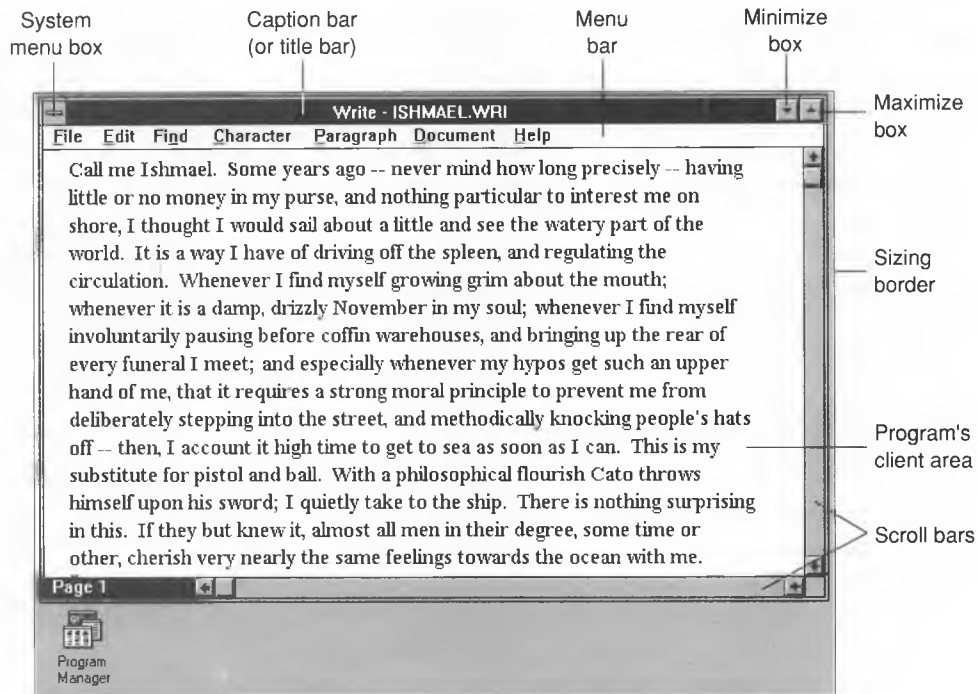 System
menu box
Caption bar
(or title bar)
Menu
bar
Minimize
box
Maximize
box
Write - ISHMAEL.WRI
File Edit Find Character Paragraph Document Help
Call me Ishmael. Some years ago -- never mind how long precisely -- having
little or no money in my purse, and nothing particular to interest me on
shore, I thought I would sail about a little and see the watery part of the
world. It is a way I have of driving off the spleen, and regulating the
circulation. Whenever I find myself growing grim about the mouth;
whenever it is a damp, drizzly November in my soul; whenever I find myself
involuntarily pausing before coffin warehouses, and bringing up the rear of
every funeral I meet; and especially whenever my hypos get such an upper
hand of me, that it requires a strong moral principle to prevent me from
deliberately stepping into the street, and methodically knocking people's hats
off -- then, I account it high time to get to sea as soon as I can. This is my
substitute for pistol and ball. With a philosophical flourish Cato throws
himself upon his sword; I quietly take to the ship. There is nothing surprising
in this. If they but knew it, almost all men in their degree, some time or
other, cherish very nearly the same feelings towards the ocean with me.
Sizing
border
Program's
client area
Scroll bars
Page 1
Program
Manager